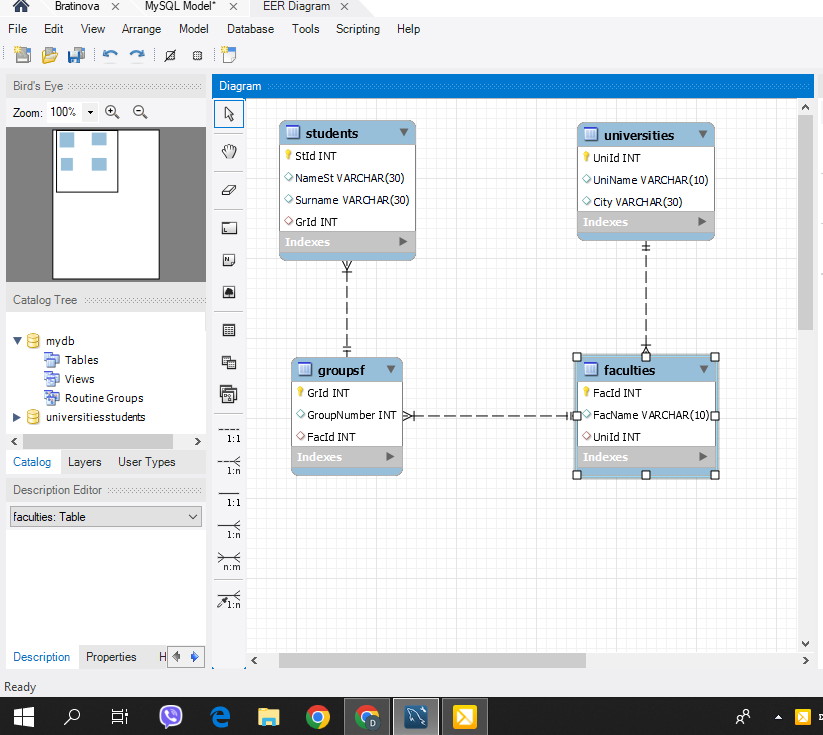 Bratinova
MySQL Model*
EER Diagram
File Edit View Arrange Model Database Tools Scripting Help
Bird's Eye
Zoom: 100%
Catalog Tree
mydb
Tables
Views
Routine Groups
universitiesstudents
Catalog Layers User Types
Description Editor
faculties: Table
Description Properties H
Diagram
1:1
1:n
1:1
1:n
n:m
1:n
students
StId INT
NameSt VARCHAR(30)
Surname VARCHAR(30)
GrId INT
Indexes
universities
UniId INT
UniName VARCHAR(10)
City VARCHAR(30)
Indexes
groupsf
GrId INT
GroupNumber INT
FacId INT
Indexes
faculties
FacId INT
FacName VARCHAR(10)
UniId INT
Indexes
Ready